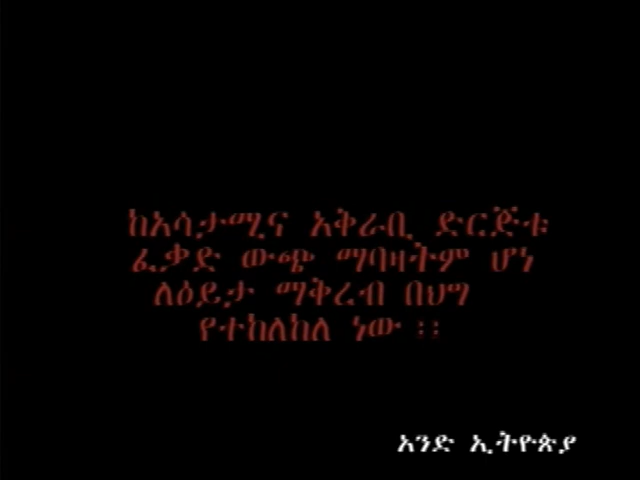 ከአሳታሚና አቅራቢ ድርጅቱ
ፈቃድ ውጭ ማባዛትም ሆነ
ለዕይታ ማቅረብ በህግ
የተከለከለ ነው ፡፡
አንድ ኢትዮጵያ